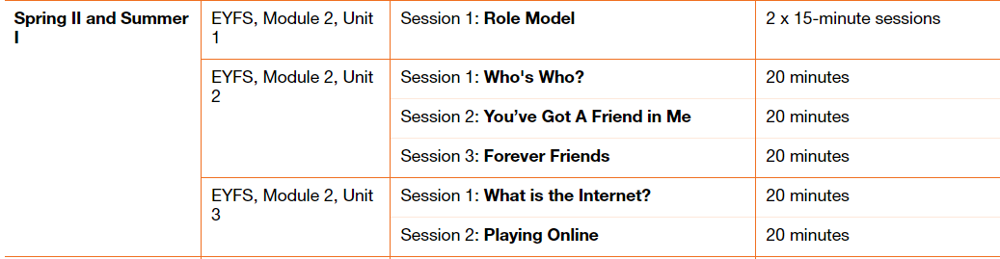 Spring II and Summer
I
EYFS, Module 2, Unit
1
Session 1: Role Model
2 x 15-minute sessions
EYFS, Module 2, Unit
2
Session 1: Who's Who?
20 minutes
Session 2: You’ve Got A Friend in Me
20 minutes
Session 3: Forever Friends
20 minutes
EYFS, Module 2, Unit
3
Session 1: What is the Internet?
20 minutes
Session 2: Playing Online
20 minutes